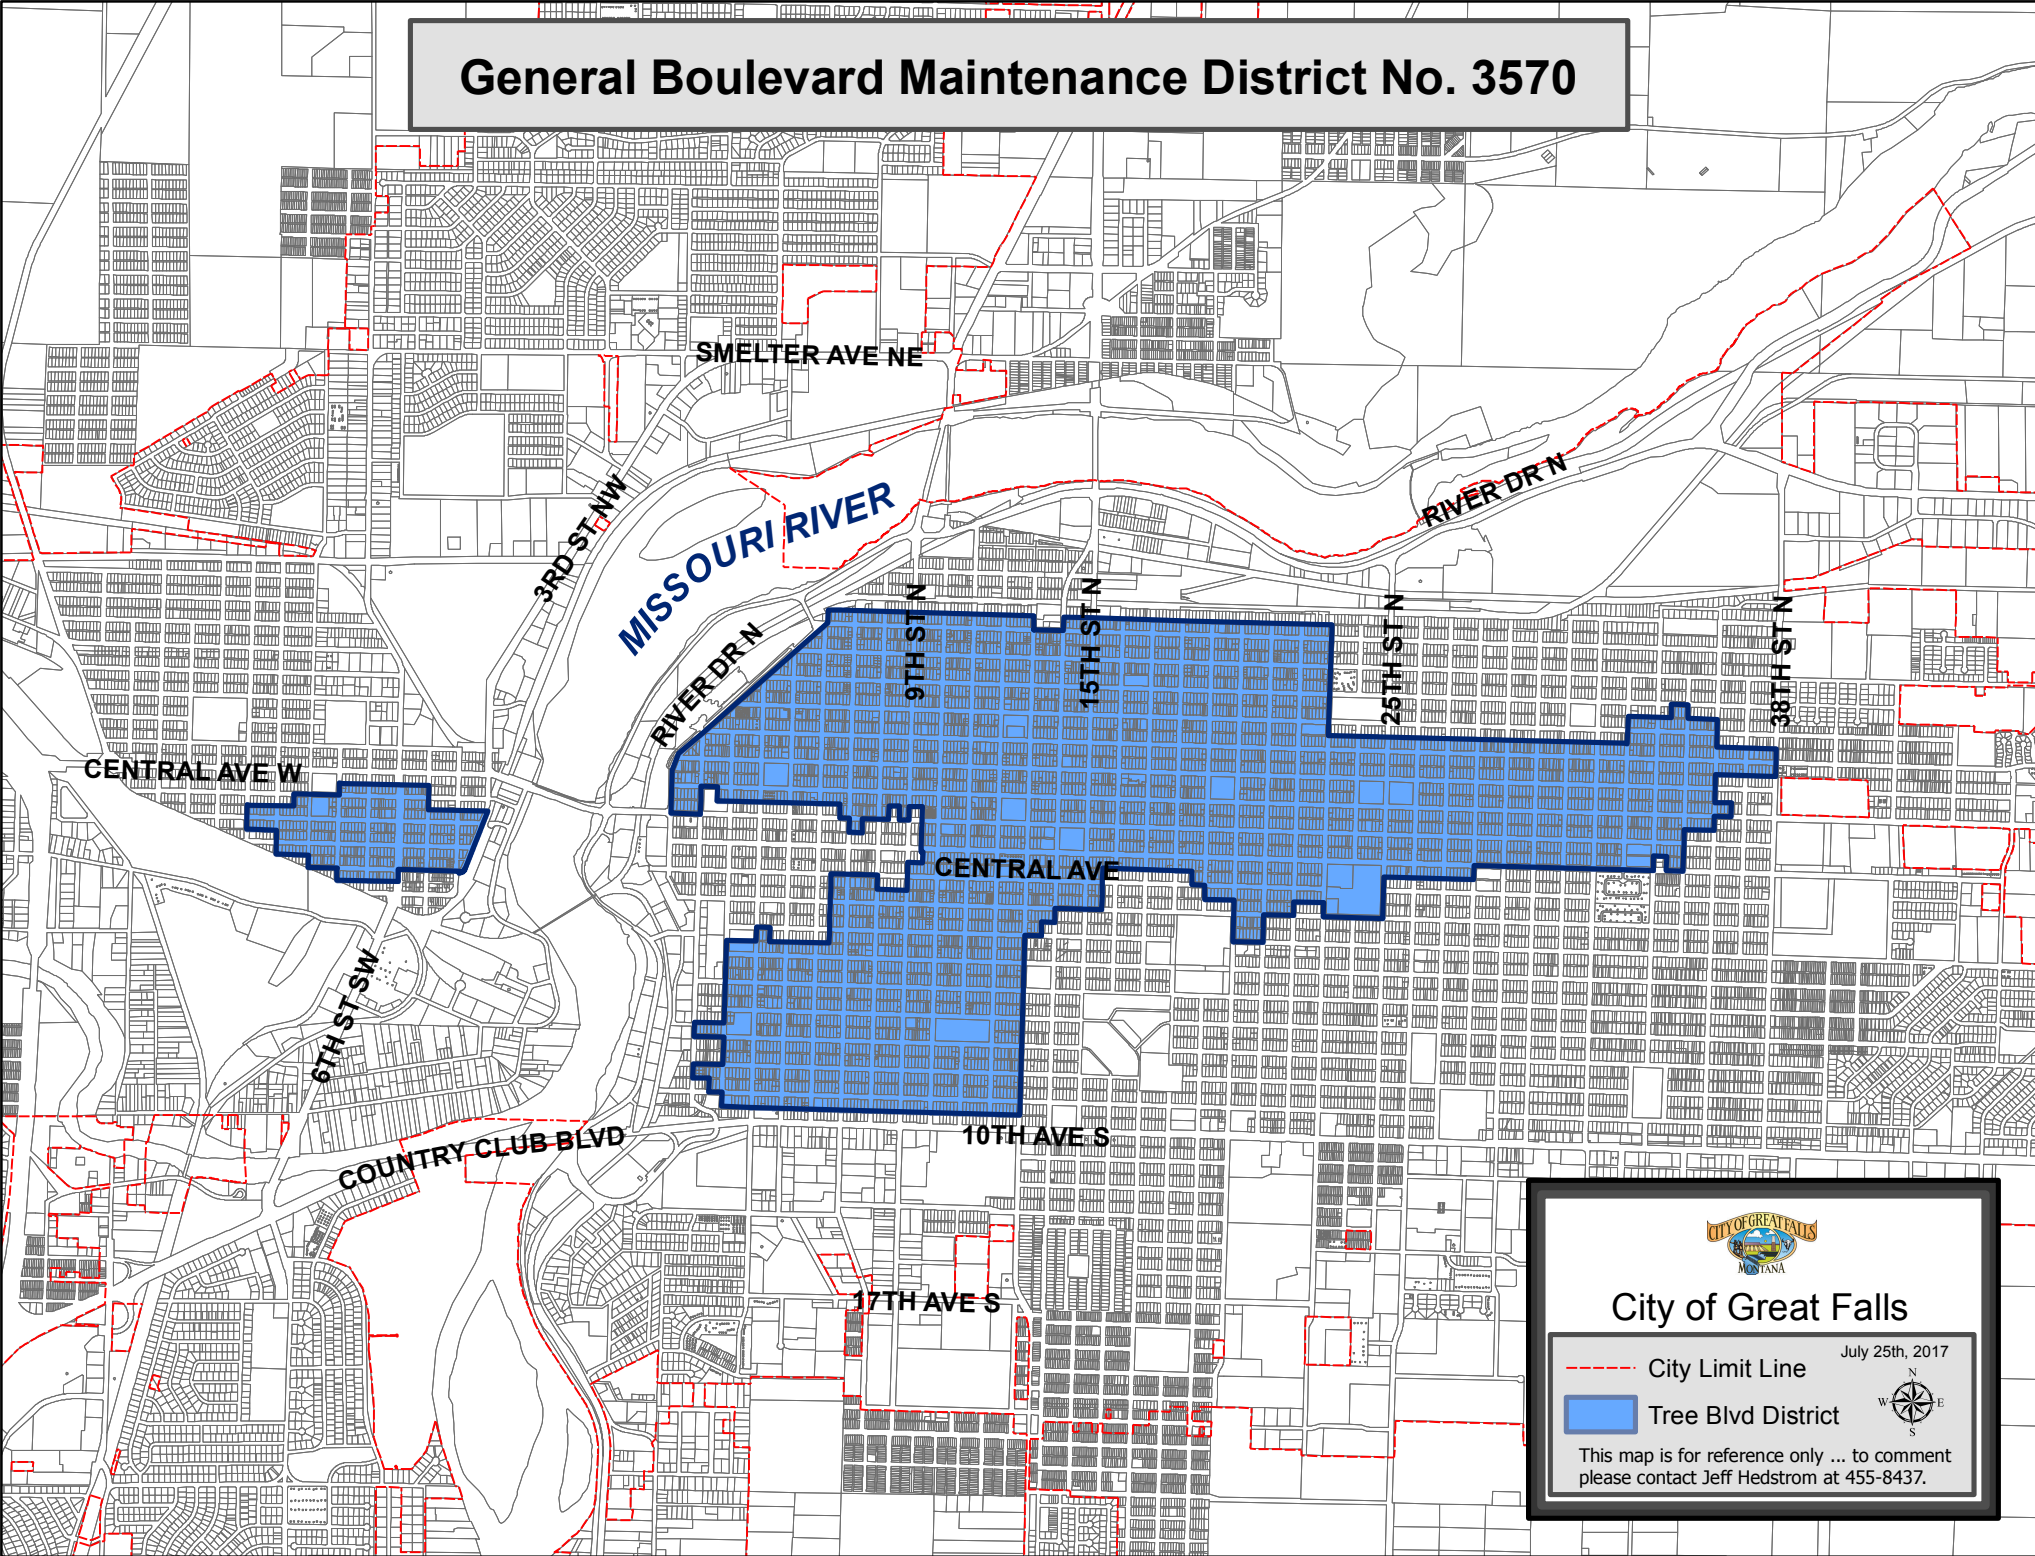 General Boulevard Maintenance District No. 3570
SMELTER AVE NE
3RD ST NW
MISSOURI RIVER
RIVER DR N
RIVER DR N
9TH ST N
15TH ST N
25TH ST N
38TH ST N
CENTRAL AVE W
CENTRAL AVE
6TH ST SW
COUNTRY CLUB BLVD
10TH AVE S
17TH AVE S
CITY OF GREAT FALLS
MONTANA
City of Great Falls
July 25th, 2017
City Limit Line
N
W E
S
Tree Blvd District
This map is for reference only ... to comment
please contact Jeff Hedstrom at 455-8437.